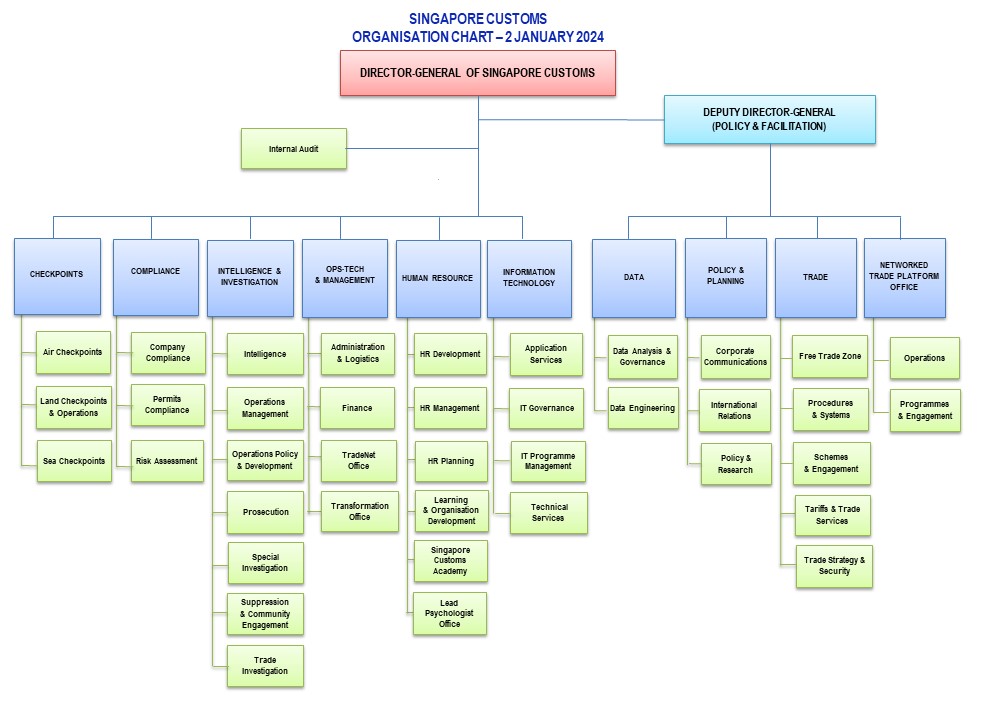 SINGAPORE CUSTOMS
ORGANISATION CHART – 2 JANUARY 2024
DIRECTOR-GENERAL OF SINGAPORE CUSTOMS
DEPUTY DIRECTOR-GENERAL
(POLICY & FACILITATION)
Internal Audit
CHECKPOINTS
Air Checkpoints
Land Checkpoints
& Operations
Sea Checkpoints
COMPLIANCE
Company
Compliance
Permits
Compliance
Risk Assessment
INTELLIGENCE &
INVESTIGATION
Intelligence
Operations
Management
Operations Policy
& Development
Prosecution
Special
Investigation
Suppression
& Community
Engagement
Trade
Investigation
OPS-TECH
& MANAGEMENT
Administration
& Logistics
Finance
TradeNet
Office
Transformation
Office
HUMAN RESOURCE
HR Development
HR Management
HR Planning
Learning
& Organisation
Development
Singapore
Customs
Academy
Lead
Psychologist
Office
INFORMATION
TECHNOLOGY
Application
Services
IT Governance
IT Programme
Management
Technical
Services
DATA
Data Analysis &
Governance
Data Engineering
POLICY &
PLANNING
Corporate
Communications
International
Relations
Policy &
Research
TRADE
Free Trade Zone
Procedures
& Systems
Schemes
& Engagement
Tariffs & Trade
Services
Trade Strategy &
Security
NETWORKED
TRADE PLATFORM
OFFICE
Operations
Programmes
& Engagement